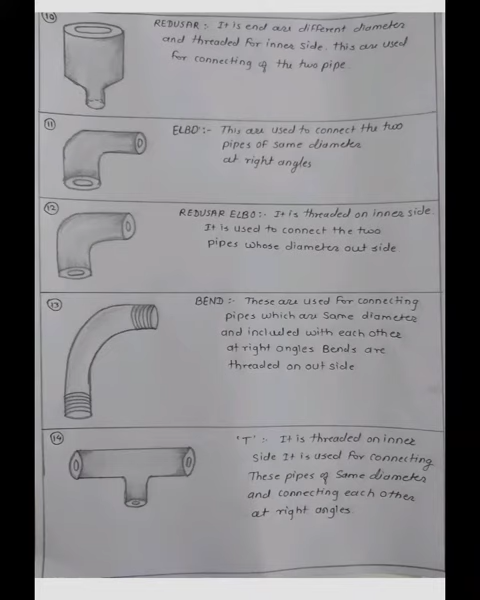 10
REDUSAR :- It is end are different diameter
and threaded for inner side. this are used
for connecting of the two pipe
11
ELBO :- This are used to connect the two
pipes of same diameter
at right angles
12
REDUSAR ELBO :- It is threaded on inner side.
It is used to connect the two
pipes whose diameter out side
13
BEND :- These are used for connecting
pipes which are same diameter
and included with each other
at right angles Bends are
threaded on out side
14
'T' :- It is threaded on inner
side It is used for connecting
These pipes of same diameter
and connecting each other
at right angles.